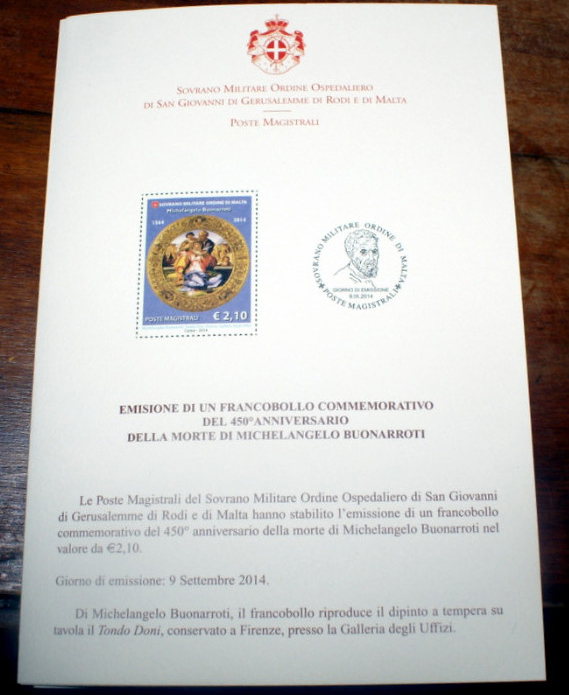 SOVRANO MILITARE ORDINE OSPEDALIERO
DI SAN GIOVANNI DI GERUSALEMME DI RODI E DI MALTA
POSTE MAGISTRALI
SOVRANO MILITARE ORDINE DI MALTA
Michelangelo Buonarroti
1564 2014
POSTE MAGISTRALI € 2,10
SOVRANO MILITARE ORDINE DI MALTA
GIORNO DI EMISSIONE
9.09.2014
POSTE MAGISTRALI
EMISIONE DI UN FRANCOBOLLO COMMEMORATIVO
DEL 450°ANNIVERSARIO
DELLA MORTE DI MICHELANGELO BUONARROTI
Le Poste Magistrali del Sovrano Militare Ordine Ospedaliero di San Giovanni
di Gerusalemme di Rodi e di Malta hanno stabilito l'emissione di un francobollo
commemorativo del 450° anniversario della morte di Michelangelo Buonarroti nel
valore da €2,10.
Giorno di emissione: 9 Settembre 2014.
Di Michelangelo Buonarroti, il francobollo riproduce il dipinto a tempera su
tavola il Tondo Doni, conservato a Firenze, presso la Galleria degli Uffizi.